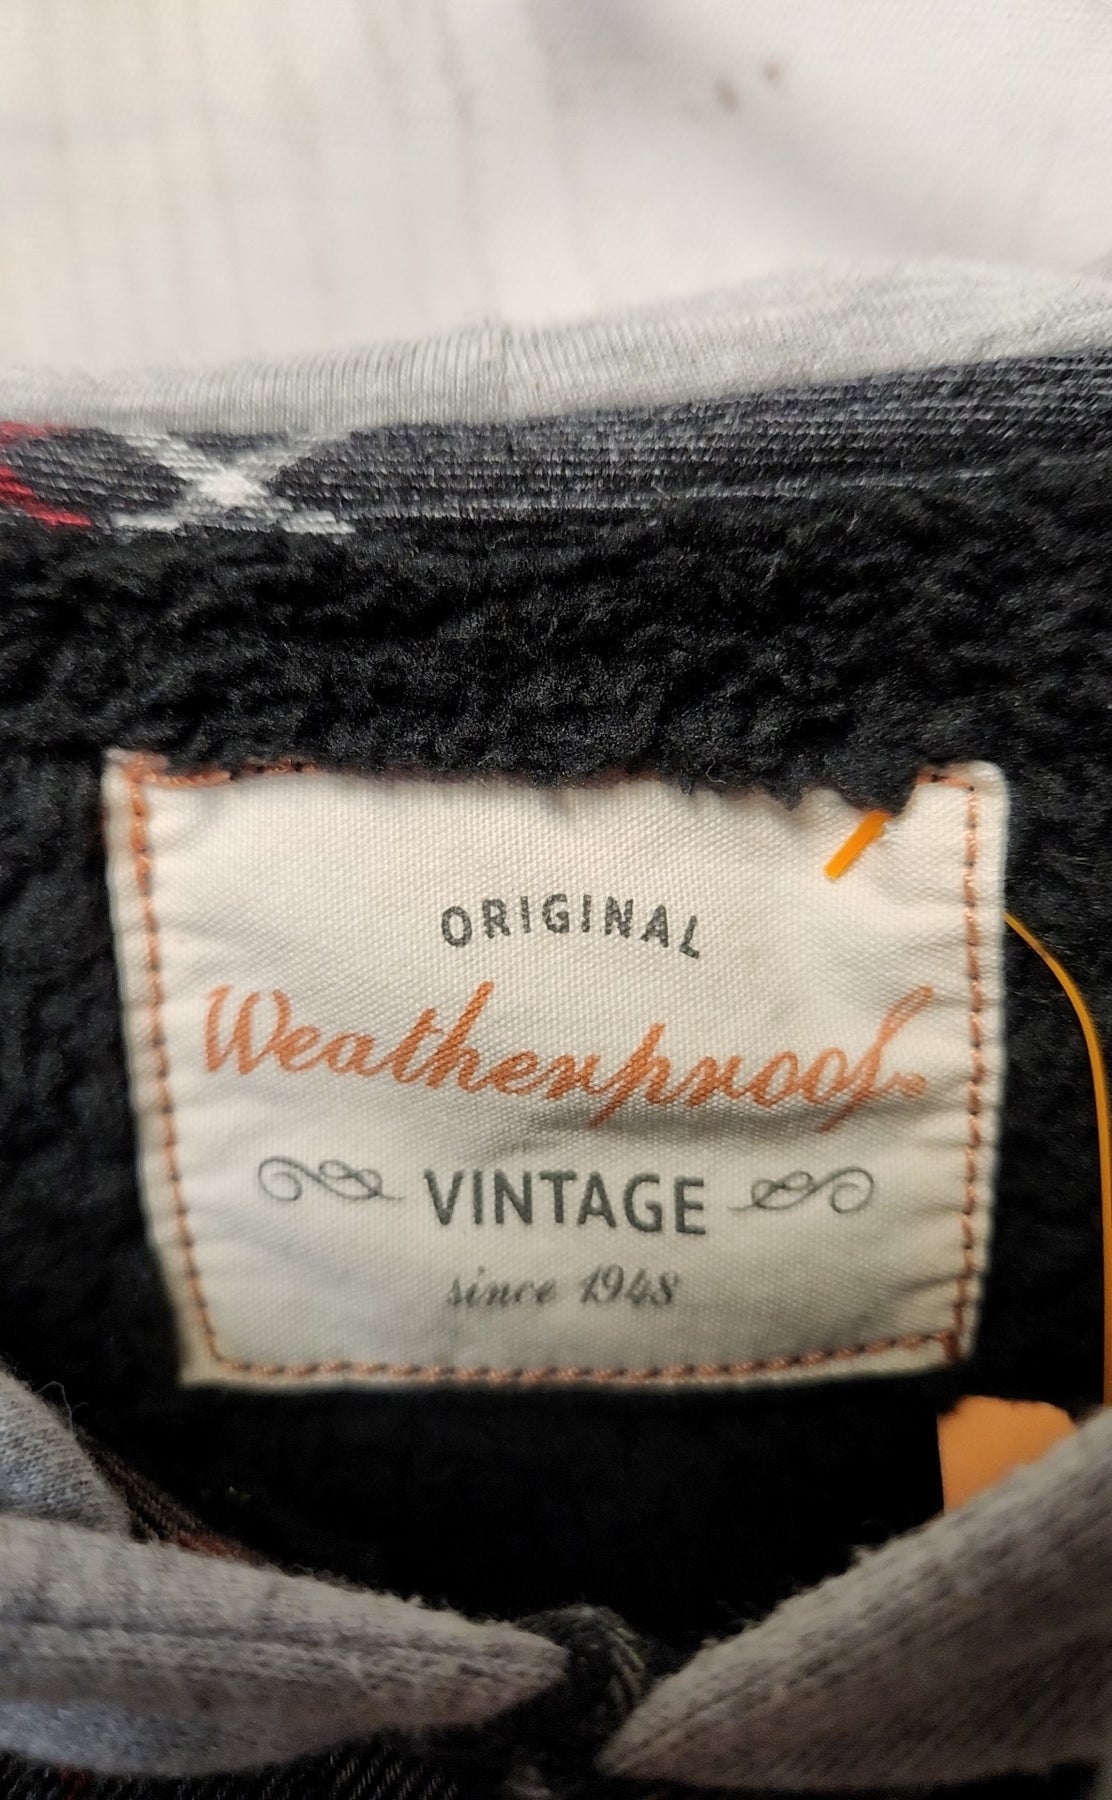 ORIGINAL
Weatherproof®
VINTAGE
since 1948